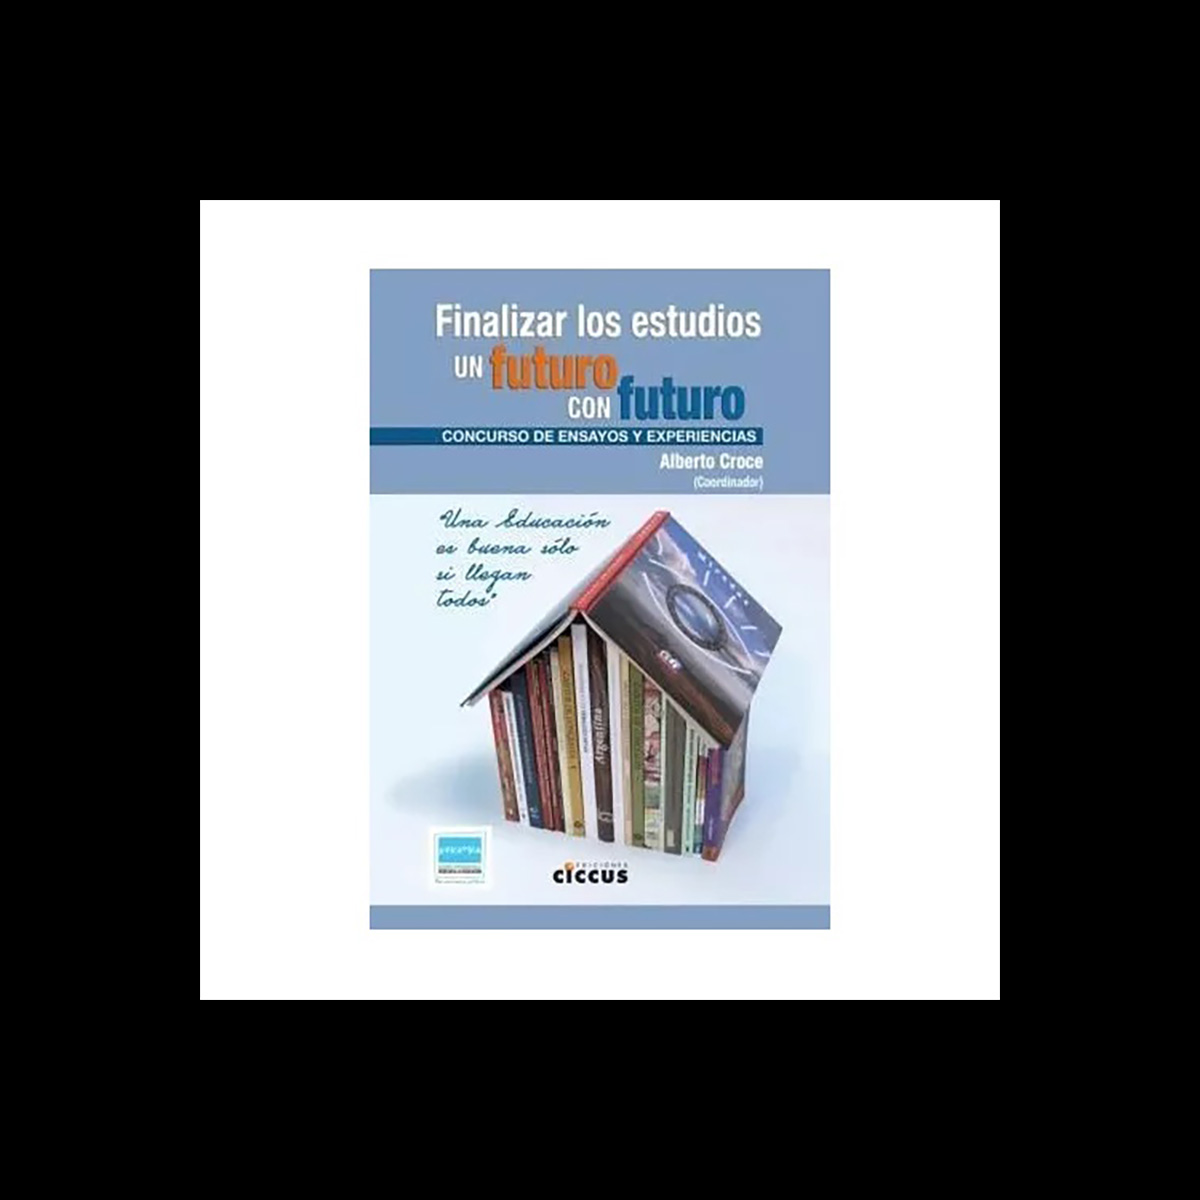 Finalizar los estudios
UN futuro
CON futuro
CONCURSO DE ENSAYOS Y EXPERIENCIAS
Alberto Croce
(Coordinador)
"Una Educación
es buena sólo
si llegan
todos"
Argentina
EDICIONES
CICCUS